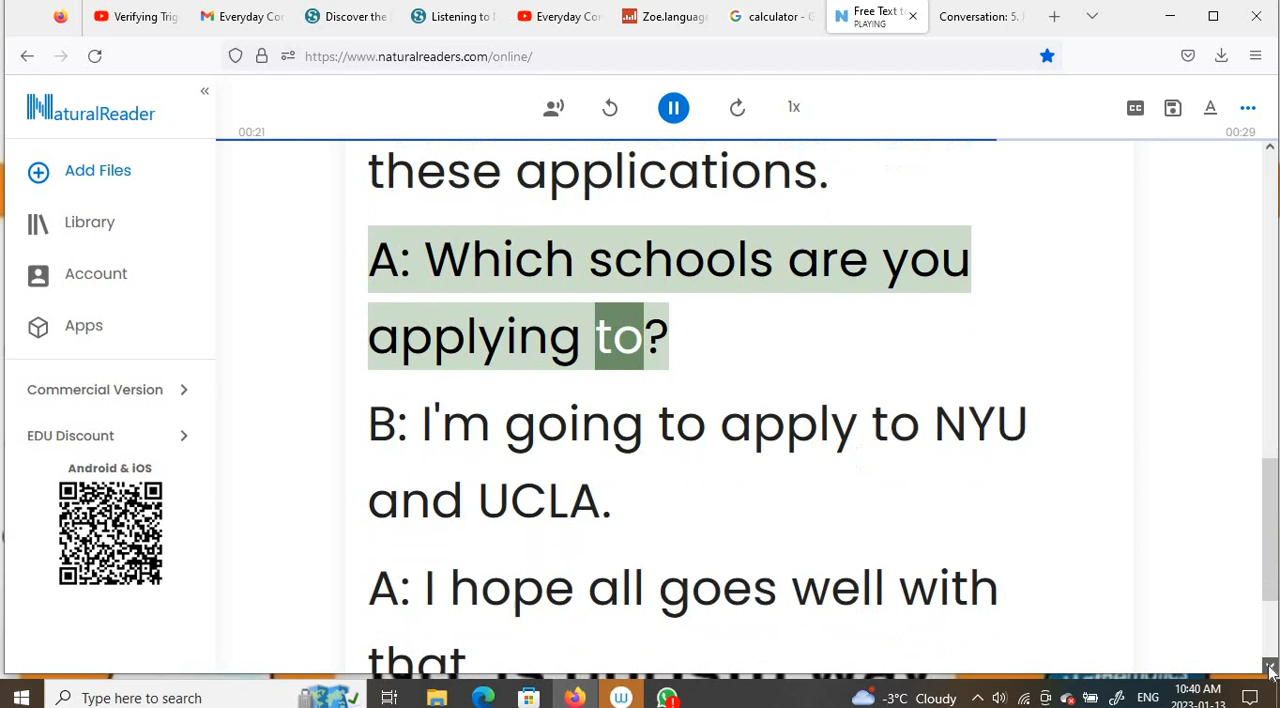 Verifying Trig
Everyday Cor
Discover the
Listening to I
Everyday Cor
Zoe.languag
calculator - G
Free Text to
PLAYING
Conversation: 5.
https://www.naturalreaders.com/online/
NaturalReader
1x
00:21
00:29
Add Files
Library
Account
Apps
Commercial Version
EDU Discount
Android & iOS
these applications.
A: Which schools are you
applying to?
B: I'm going to apply to NYU
and UCLA.
A: I hope all goes well with
that
Type here to search
-3°C Cloudy
ENG
10:40 AM
2023-01-13